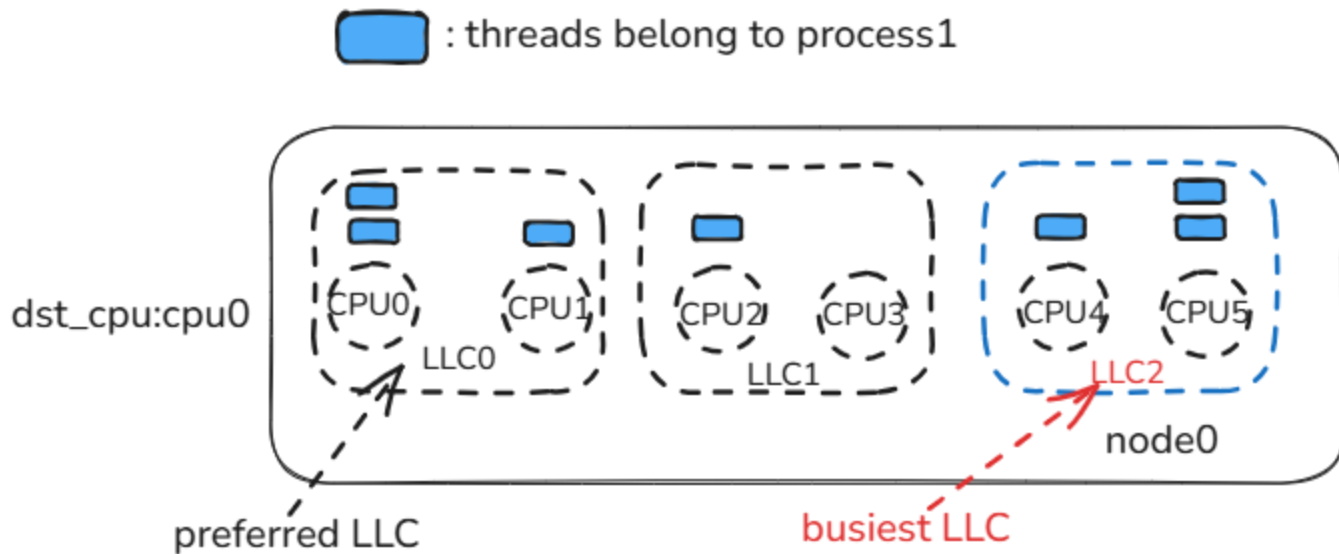 : threads belong to process1
dst_cpu:cpu0
CPU0
CPU1
LLC0
CPU2
CPU3
LLC1
CPU4
CPU5
LLC2
node0
preferred LLC
busiest LLC